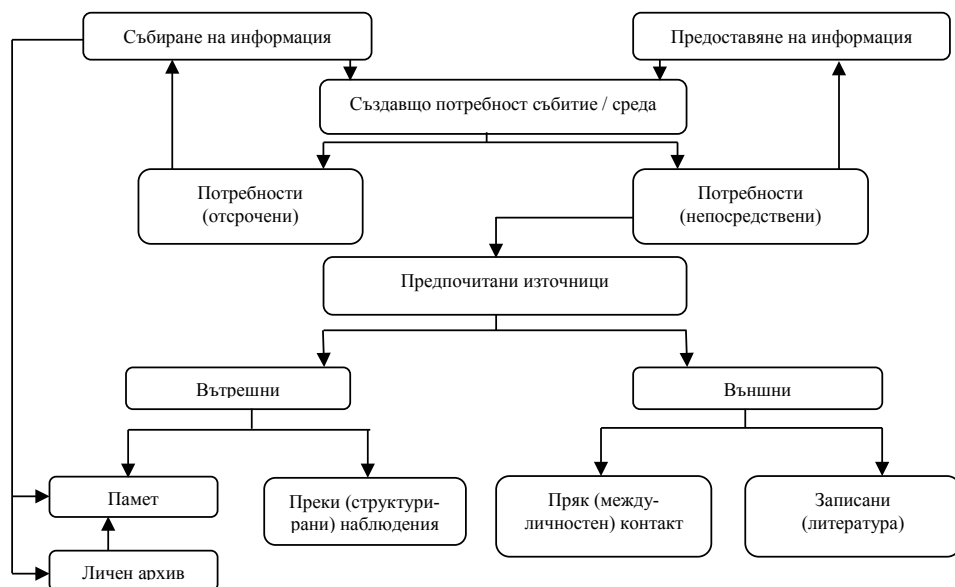 Събиране на информация
Предоставяне на информация
Създавщо потребност събитие / среда
Потребности
(отсрочени)
Потребности
(непосредствени)
Предпочитани източници
Вътрешни
Външни
Памет
Преки (структури-
рани) наблюдения
Пряк (между-
личностен) контакт
Записани
(литература)
Личен архив